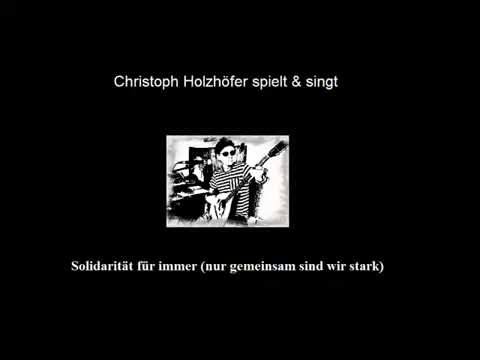 Christoph Holzhöfer spielt & singt
Solidarität für immer (nur gemeinsam sind wir stark)